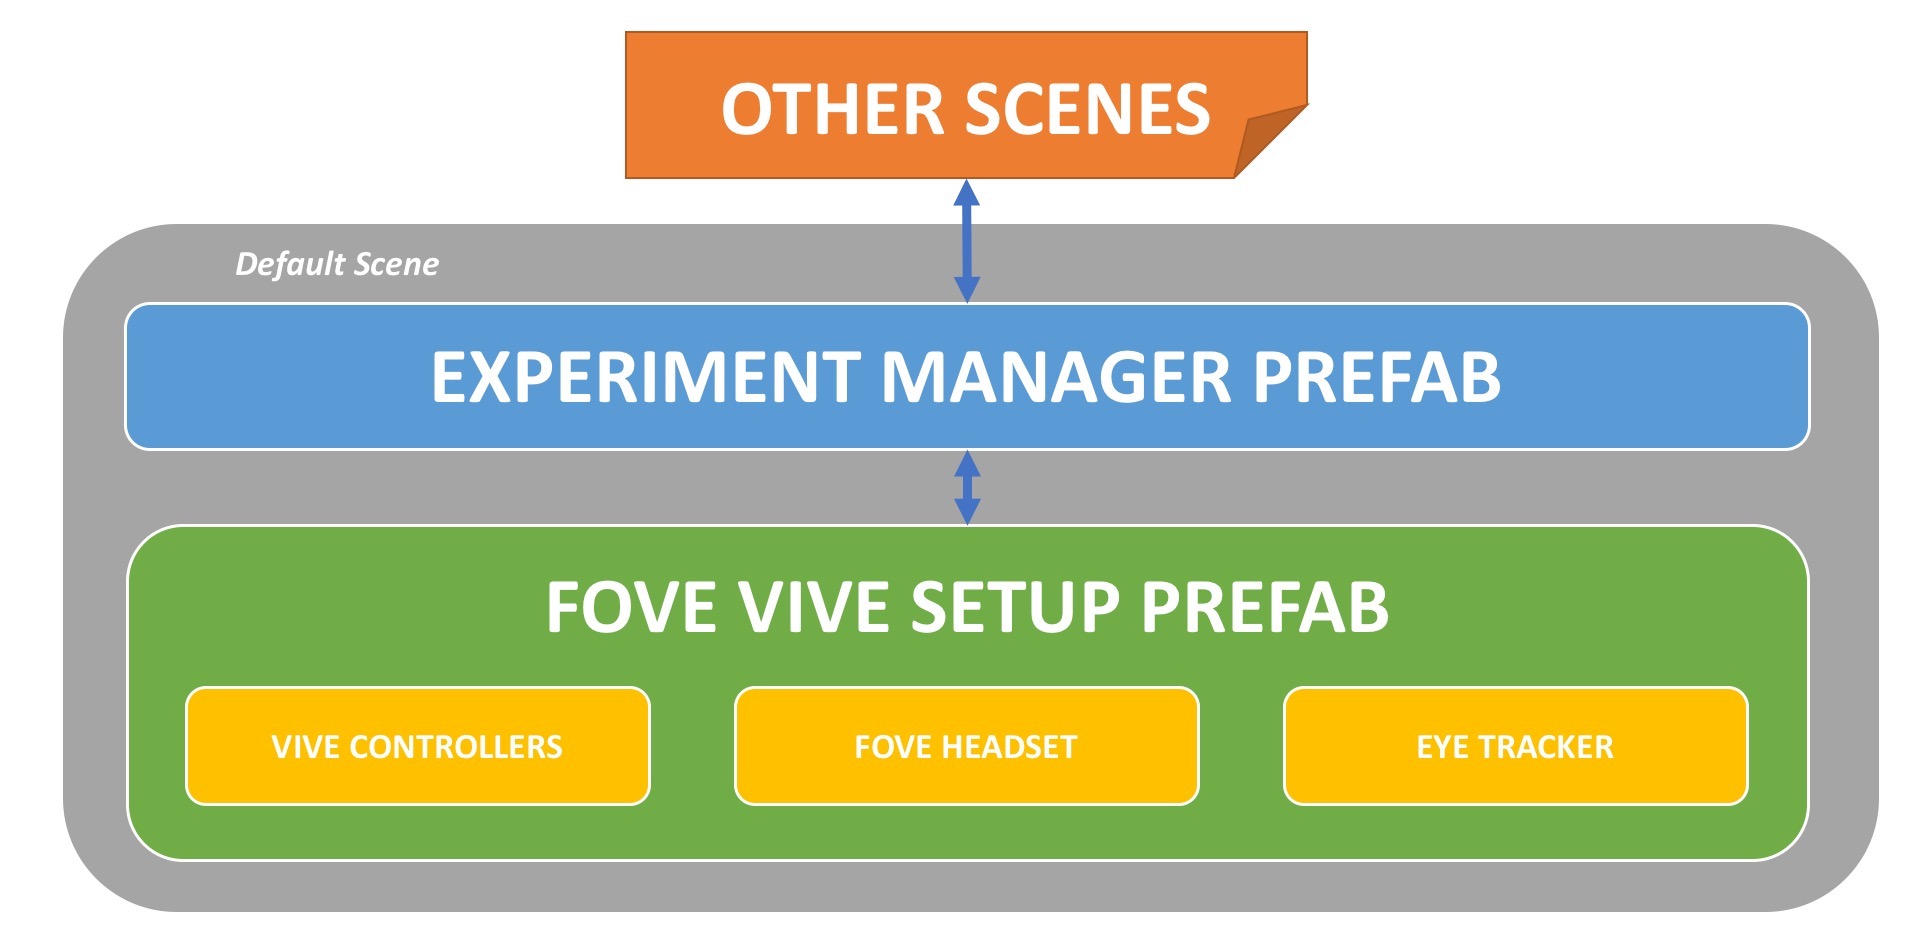 OTHER SCENES
Default Scene
EXPERIMENT MANAGER PREFAB
FOVE VIVE SETUP PREFAB
VIVE CONTROLLERS
FOVE HEADSET
EYE TRACKER